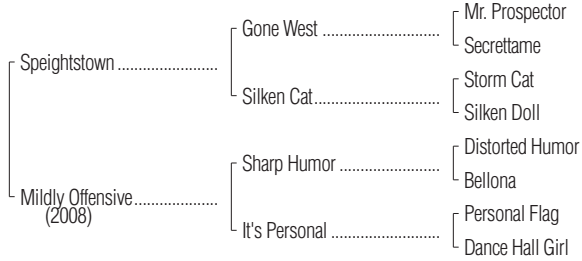 Mr. Prospector
Gone West ........................
Secrettame
Speightstown ........................
Storm Cat
Silken Cat........................
Silken Doll
Distorted Humor
Sharp Humor ........................
Bellona
Mildly Offensive........................
(2008)
Personal Flag
It's Personal ........................
Dance Hall Girl